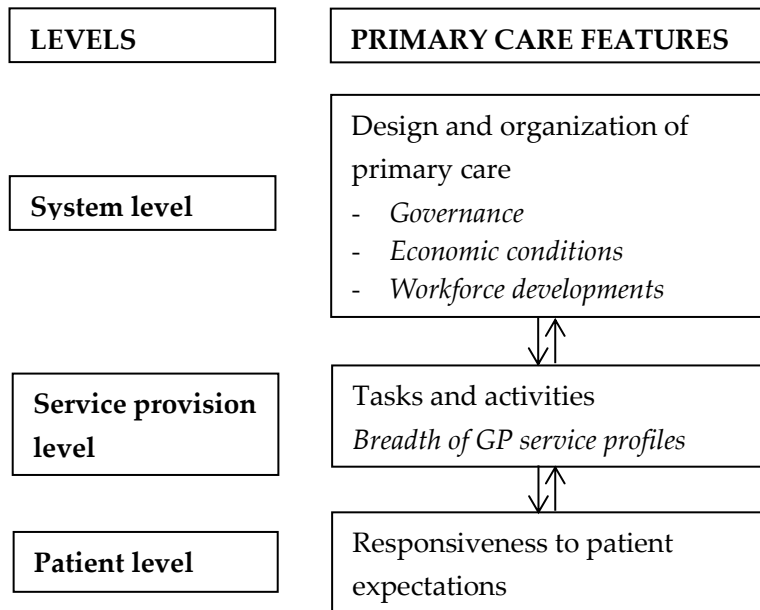 LEVELS
PRIMARY CARE FEATURES
System level
Design and organization of
primary care
- Governance
- Economic conditions
- Workforce developments
Service provision
level
Tasks and activities
Breadth of GP service profiles
Patient level
Responsiveness to patient
expectations